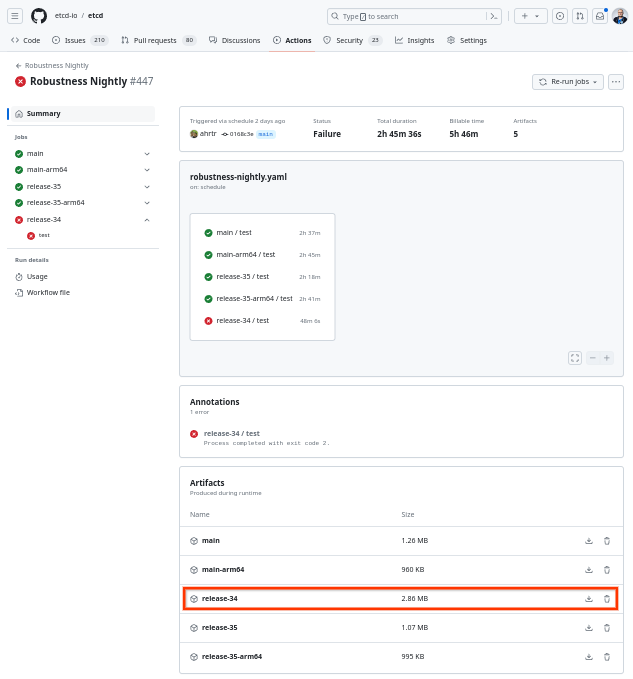 etcd-io / etcd
Type / to search
Code
Issues 210
Pull requests 80
Discussions
Actions
Security 23
Insights
Settings
← Robustness Nightly
Robustness Nightly #447
Re-run jobs
Summary
Jobs
main
main-arm64
release-35
release-35-arm64
release-34
test
Run details
Usage
Workflow file
Triggered via schedule 2 days ago
ahrtr 0168c3e main
Status
Failure
Total duration
2h 45m 36s
Billable time
5h 46m
Artifacts
5
robustness-nightly.yaml
on: schedule
main / test 2h 37m
main-arm64 / test 2h 45m
release-35 / test 2h 18m
release-35-arm64 / test 2h 41m
release-34 / test 48m 6s
Annotations
1 error
release-34 / test
Process completed with exit code 2.
Artifacts
Produced during runtime
Name Size
main 1.26 MB
main-arm64 960 KB
release-34 2.86 MB
release-35 1.07 MB
release-35-arm64 995 KB